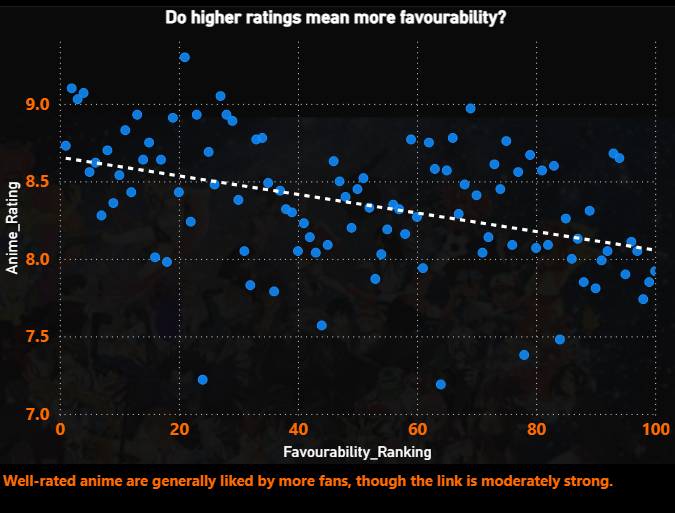 Do higher ratings mean more favourability?
9.0
8.5
8.0
7.5
7.0
Anime_Rating
0 20 40 60 80 100
Favourability_Ranking
Well-rated anime are generally liked by more fans, though the link is moderately strong.